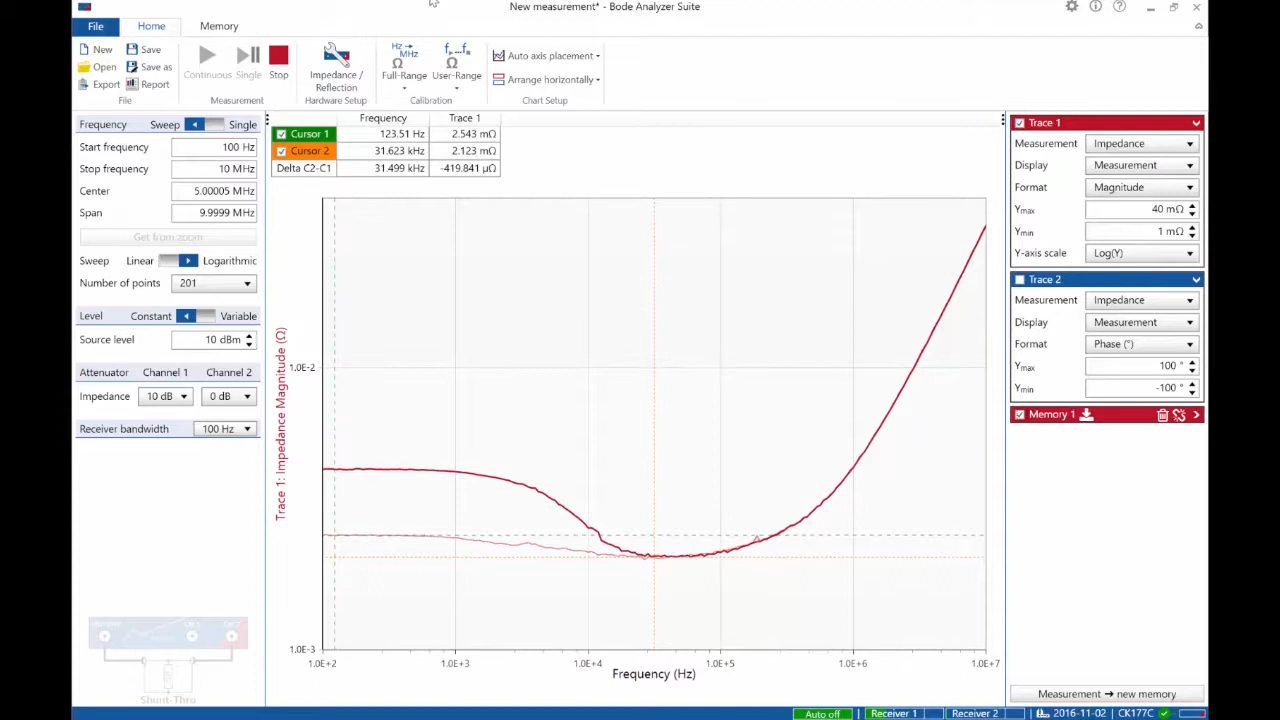 New measurement* - Bode Analyzer Suite
File Home Memory
New Save
Open Save as
Export Report
File
Continuous Single Stop
Measurement
Impedance /
Reflection
Hardware Setup
Hz→
MHz
Full-Range User-Range
Calibration
Auto axis placement
Arrange horizontally
Chart Setup
Frequency Sweep Single
Start frequency 100 Hz
Stop frequency 10 MHz
Center 5.00005 MHz
Span 9.9999 MHz
Get from zoom
Sweep Linear Logarithmic
Number of points 201
Level Constant Variable
Source level 10 dBm
Attenuator Channel 1 Channel 2
Impedance 10 dB 0 dB
Receiver bandwidth 100 Hz
Shunt-Thru
Frequency Trace 1
Cursor 1 123.51 Hz 2.543 mΩ
Cursor 2 31.623 kHz 2.123 mΩ
Delta C2-C1 31.499 kHz -419.841 µΩ
Trace 1: Impedance Magnitude (Ω)
1.0E-2
1.0E-3
1.0E+2 1.0E+3 1.0E+4 1.0E+5 1.0E+6 1.0E+7
Frequency (Hz)
Trace 1
Measurement Impedance
Display Measurement
Format Magnitude
Ymax 40 mΩ
Ymin 1 mΩ
Y-axis scale Log(Y)
Trace 2
Measurement Impedance
Display Measurement
Format Phase (°)
Ymax 100 °
Ymin -100 °
Memory 1
Measurement → new memory
Auto off Receiver 1 Receiver 2 2016-11-02 CK177C